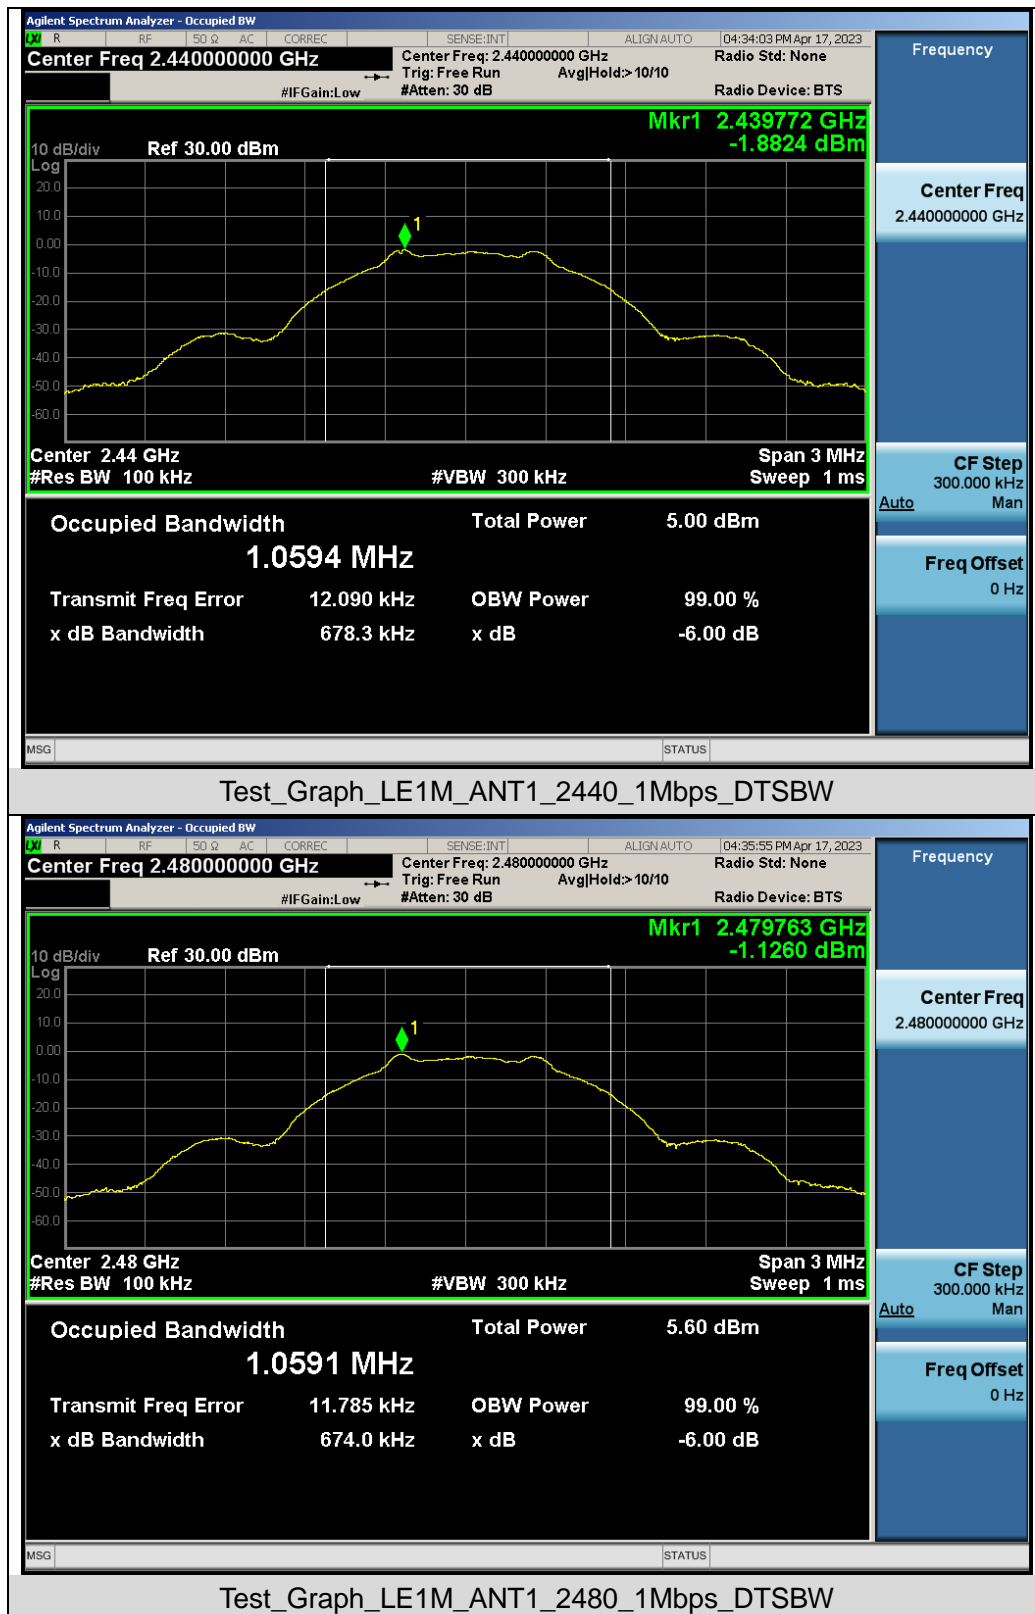 Agilent Spectrum Analyzer - Occupied BW
LXI R RF 50 Ω AC CORREC SENSE:INT ALIGN AUTO 04:34:03 PM Apr 17, 2023
Center Freq 2.440000000 GHz Center Freq: 2.440000000 GHz Radio Std: None
Trig: Free Run Avg|Hold:> 10/10
#IFGain:Low #Atten: 30 dB Radio Device: BTS
Mkr1 2.439772 GHz
-1.8824 dBm
10 dB/div Ref 30.00 dBm
Log
20.0
10.0
1
0.00
-10.0
-20.0
-30.0
-40.0
-50.0
-60.0
Center 2.44 GHz Span 3 MHz
#Res BW 100 kHz #VBW 300 kHz Sweep 1 ms
Occupied Bandwidth Total Power 5.00 dBm
1.0594 MHz
Transmit Freq Error 12.090 kHz OBW Power 99.00 %
x dB Bandwidth 678.3 kHz x dB -6.00 dB
MSG STATUS
Frequency
Center Freq
2.440000000 GHz
CF Step
300.000 kHz
Auto Man
Freq Offset
0 Hz
Test_Graph_LE1M_ANT1_2440_1Mbps_DTSBW
Agilent Spectrum Analyzer - Occupied BW
LXI R RF 50 Ω AC CORREC SENSE:INT ALIGN AUTO 04:35:55 PM Apr 17, 2023
Center Freq 2.480000000 GHz Center Freq: 2.480000000 GHz Radio Std: None
Trig: Free Run Avg|Hold:> 10/10
#IFGain:Low #Atten: 30 dB Radio Device: BTS
Mkr1 2.479763 GHz
-1.1260 dBm
10 dB/div Ref 30.00 dBm
Log
20.0
10.0
1
0.00
-10.0
-20.0
-30.0
-40.0
-50.0
-60.0
Center 2.48 GHz Span 3 MHz
#Res BW 100 kHz #VBW 300 kHz Sweep 1 ms
Occupied Bandwidth Total Power 5.60 dBm
1.0591 MHz
Transmit Freq Error 11.785 kHz OBW Power 99.00 %
x dB Bandwidth 674.0 kHz x dB -6.00 dB
MSG STATUS
Frequency
Center Freq
2.480000000 GHz
CF Step
300.000 kHz
Auto Man
Freq Offset
0 Hz
Test_Graph_LE1M_ANT1_2480_1Mbps_DTSBW